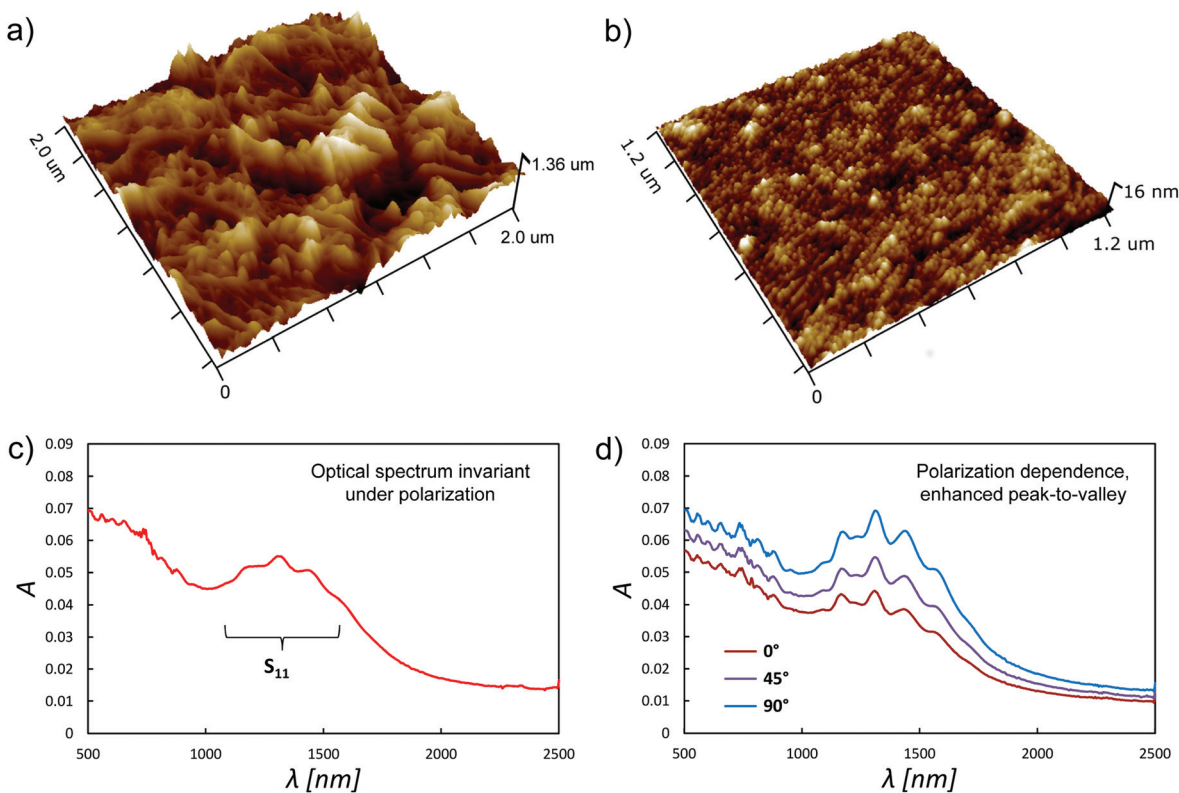 a)
2.0 um
1.36 um
2.0 um
0
b)
1.2 um
16 nm
1.2 um
0
c)
0.09
0.08
0.07
0.06
0.05
0.04
0.03
0.02
0.01
0
A
Optical spectrum invariant
under polarization
S11
500 1000 1500 2000 2500
λ [nm]
d)
0.09
0.08
0.07
0.06
0.05
0.04
0.03
0.02
0.01
0
A
Polarization dependence,
enhanced peak-to-valley
0°
45°
90°
500 1000 1500 2000 2500
λ [nm]